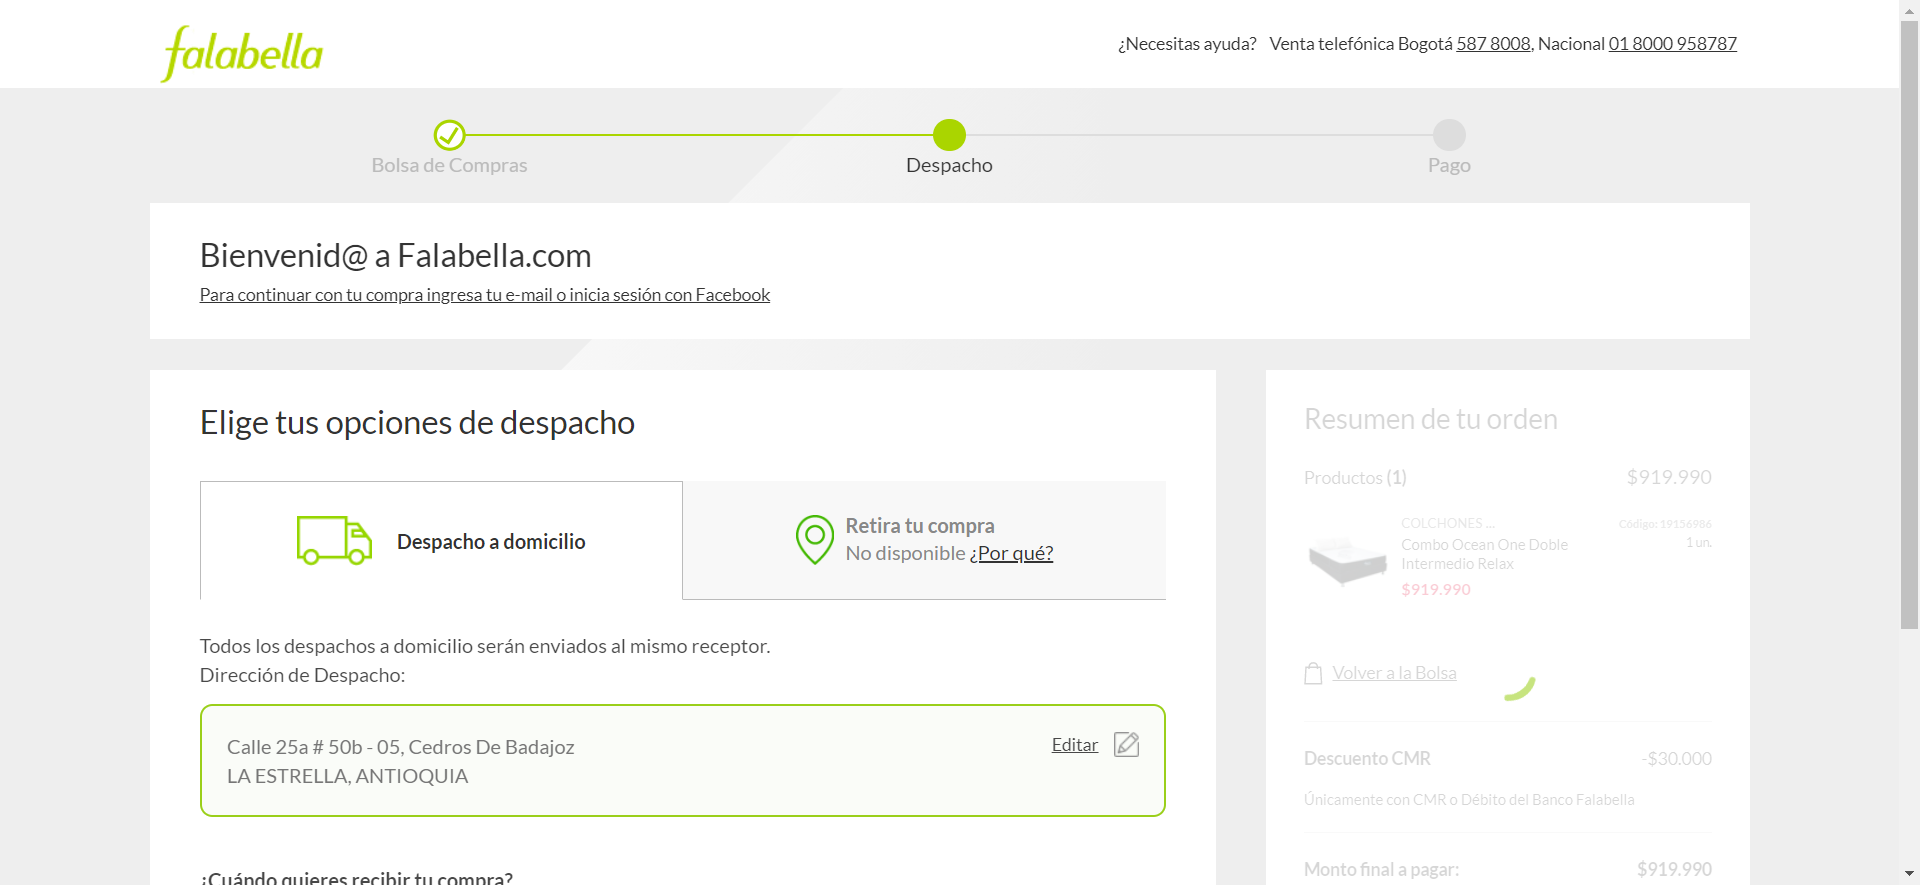 falabella
¿Necesitas ayuda? Venta telefónica Bogotá 587 8008, Nacional 01 8000 958787
Bolsa de Compras
Despacho
Pago
Bienvenid@ a Falabella.com
Para continuar con tu compra ingresa tu e-mail o inicia sesión con Facebook
Elige tus opciones de despacho
Despacho a domicilio
Retira tu compra
No disponible ¿Por qué?
Todos los despachos a domicilio serán enviados al mismo receptor.
Dirección de Despacho:
Calle 25a # 50b - 05, Cedros De Badajoz
LA ESTRELLA, ANTIOQUIA
Editar
¿Cuándo quieres recibir tu compra?
Resumen de tu orden
Productos (1) $919.990
COLCHONES ... Código: 19156986
Combo Ocean One Doble 1 un.
Intermedio Relax
$919.990
Volver a la Bolsa
Descuento CMR -$30.000
Únicamente con CMR o Débito del Banco Falabella
Monto final a pagar: $919.990